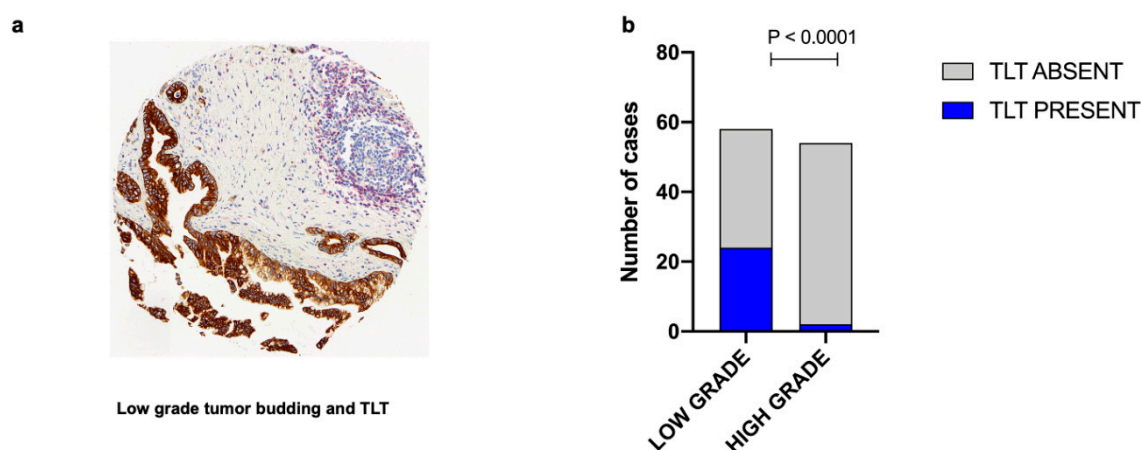 a
Low grade tumor budding and TLT
b
P < 0.0001
80
60
40
20
0
Number of cases
LOW GRADE
HIGH GRADE
TLT ABSENT
TLT PRESENT